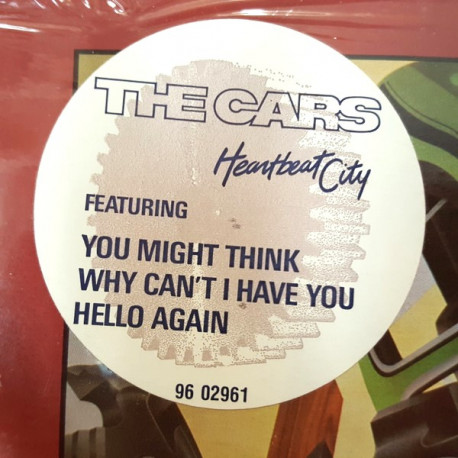 THE CARS
Heartbeat City
FEATURING
YOU MIGHT THINK
WHY CAN'T I HAVE YOU
HELLO AGAIN
96 02961